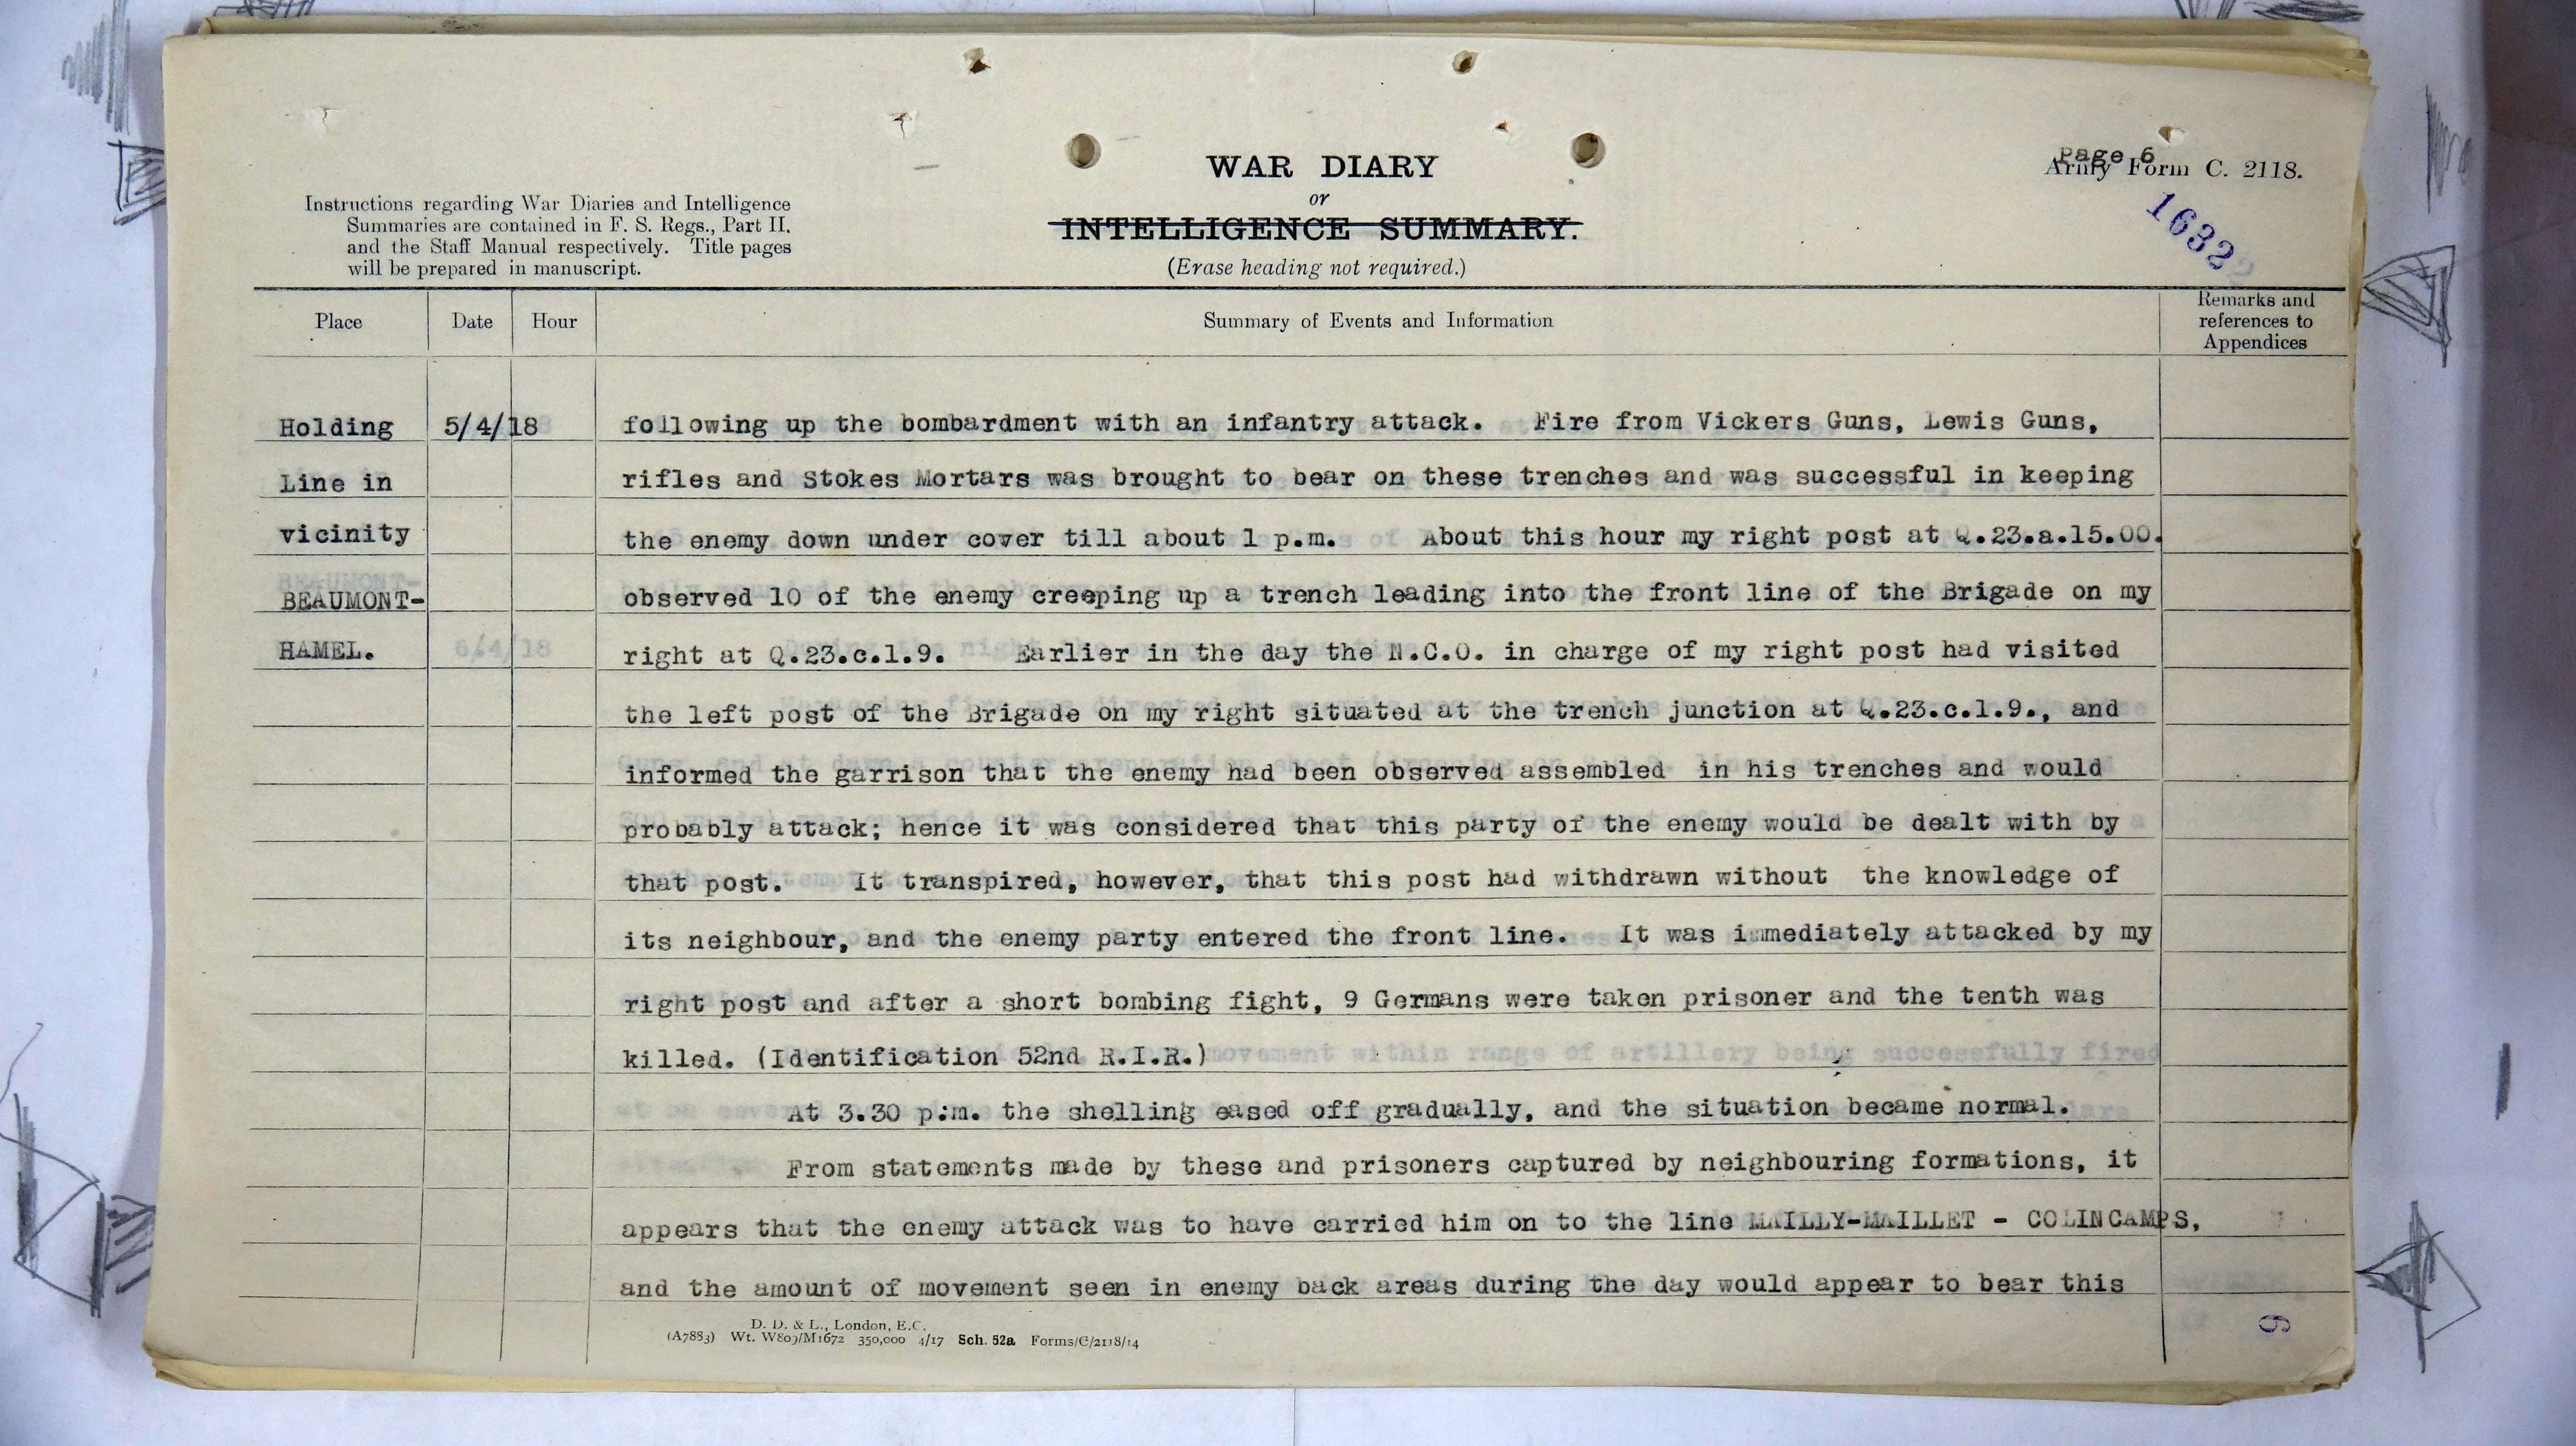 Page 6
Army Form C. 2118.
16322
WAR DIARY
or
INTELLIGENCE SUMMARY.
(Erase heading not required.)
Instructions regarding War Diaries and Intelligence
Summaries are contained in F. S. Regs., Part II.
and the Staff Manual respectively. Title pages
will be prepared in manuscript.
Place Date Hour Summary of Events and Information Remarks and
references to
Appendices
Holding 5/4/18 following up the bombardment with an infantry attack. Fire from Vickers Guns, Lewis Guns,
Line in rifles and Stokes Mortars was brought to bear on these trenches and was successful in keeping
vicinity the enemy down under cover till about 1 p.m. About this hour my right post at Q.23.a.15.00.
BEAUMONT- observed 10 of the enemy creeping up a trench leading into the front line of the Brigade on my
HAMEL. right at Q.23.c.1.9. Earlier in the day the N.C.O. in charge of my right post had visited
the left post of the Brigade on my right situated at the trench junction at Q.23.c.1.9., and
informed the garrison that the enemy had been observed assembled in his trenches and would
probably attack; hence it was considered that this party of the enemy would be dealt with by
that post. It transpired, however, that this post had withdrawn without the knowledge of
its neighbour, and the enemy party entered the front line. It was immediately attacked by my
right post and after a short bombing fight, 9 Germans were taken prisoner and the tenth was
killed. (Identification 52nd R.I.R.)
At 3.30 p.m. the shelling eased off gradually, and the situation became normal.
From statements made by these and prisoners captured by neighbouring formations, it
appears that the enemy attack was to have carried him on to the line MAILLY-MAILLET - COLINCAMPS,
and the amount of movement seen in enemy back areas during the day would appear to bear this
D. D. & L., London, E.C.
(A7883) Wt. W809/M1672 350,000 4/17 Sch. 52a Forms/C/2118/14
6